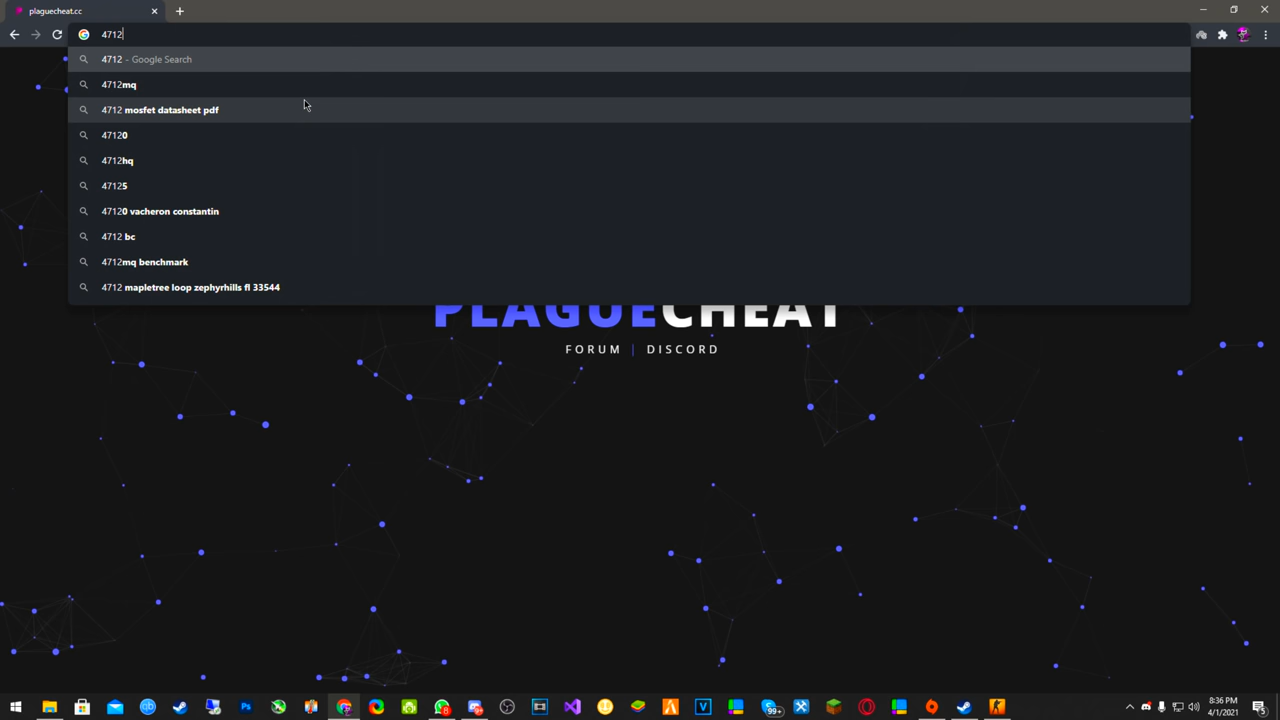 plaguecheat.cc
4712
4712 - Google Search
4712mq
4712 mosfet datasheet pdf
47120
4712hq
47125
47120 vacheron constantin
4712 bc
4712mq benchmark
4712 mapletree loop zephyrhills fl 33544
PLAGUECHEAT
FORUM | DISCORD
8:36 PM
4/1/2021